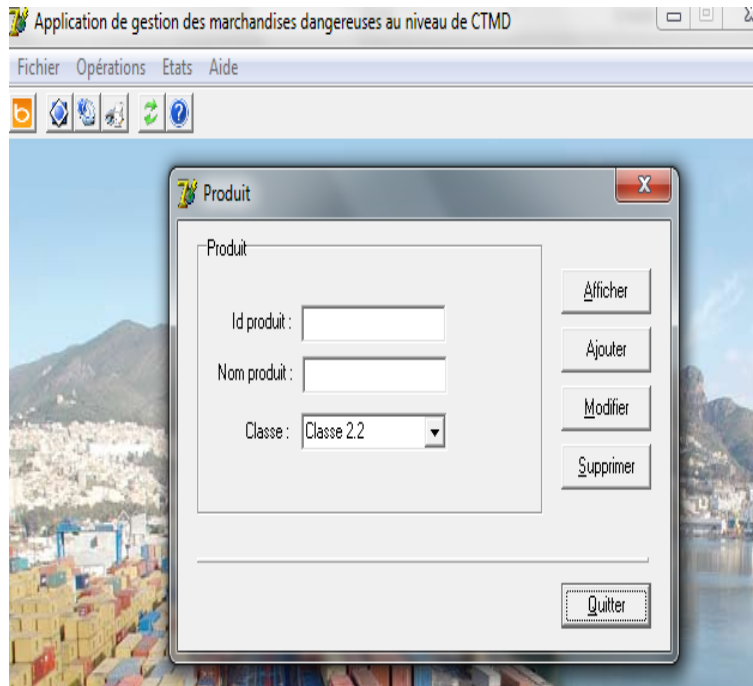 Application de gestion des marchandises dangereuses au niveau de CTMD
Fichier Opérations Etats Aide
Produit
Produit
Afficher
Id produit :
Ajouter
Nom produit :
Modifier
Classe : Classe 2.2
Supprimer
Quitter